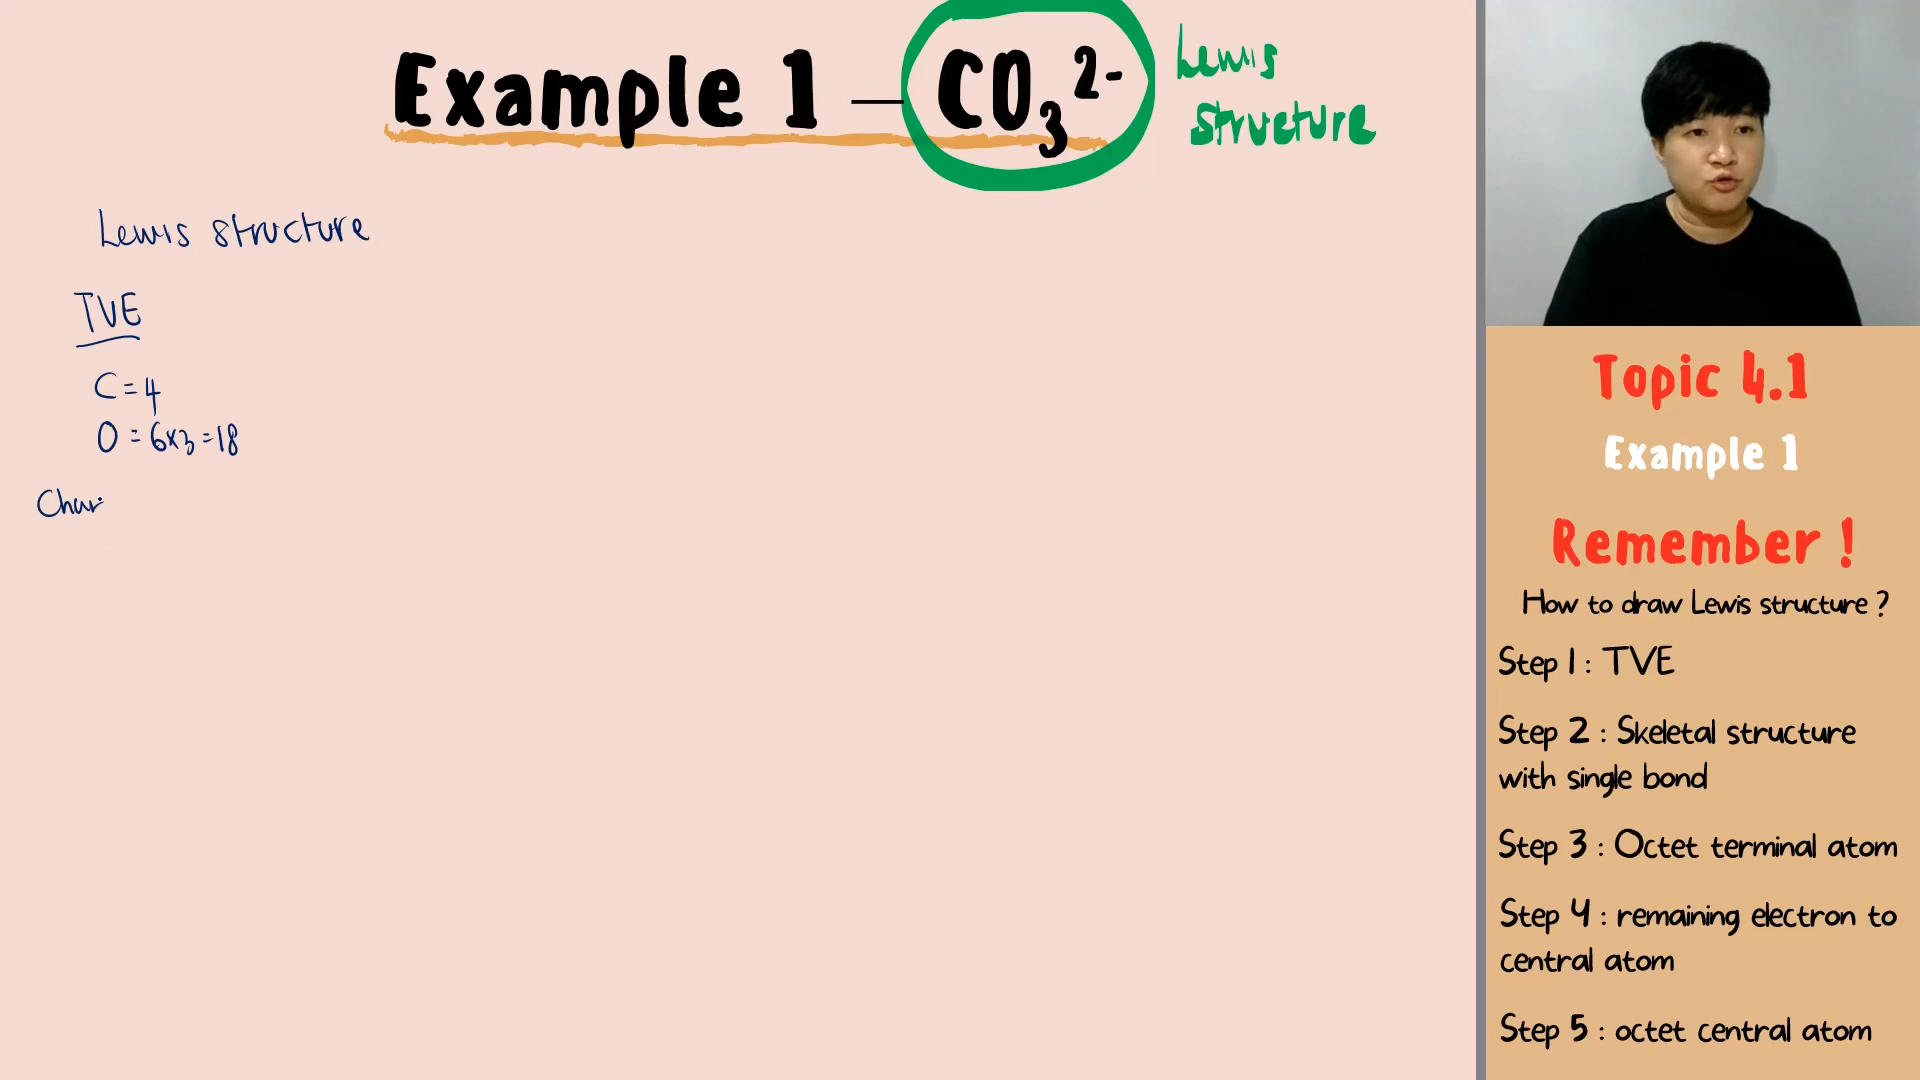 Example 1 – CO₃²⁻
Lewis
structure
Lewis structure
TVE
C = 4
O = 6x3 = 18
Char
Topic 4.1
Example 1
Remember !
How to draw Lewis structure ?
Step 1 : TVE
Step 2 : Skeletal structure
with single bond
Step 3 : Octet terminal atom
Step 4 : remaining electron to
central atom
Step 5 : octet central atom